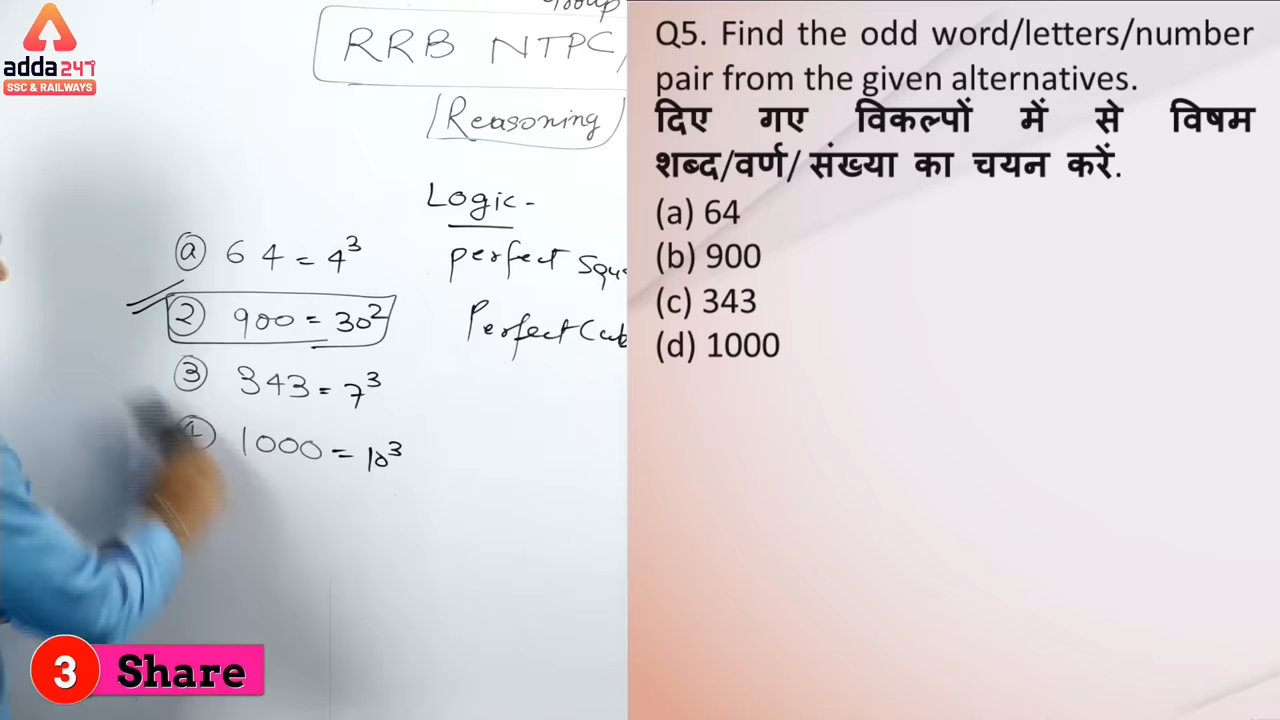 adda247
SSC & RAILWAYS
RRB NTPC/
Reasoning
Logic-
perfect
Perfect
a 64 = 4³
2 900 = 30²
3 343 = 7³
1000 = 10³
3 Share
Q5. Find the odd word/letters/number
pair from the given alternatives.
दिए गए विकल्पों में से विषम
शब्द/वर्ण/ संख्या का चयन करें.
(a) 64
(b) 900
(c) 343
(d) 1000